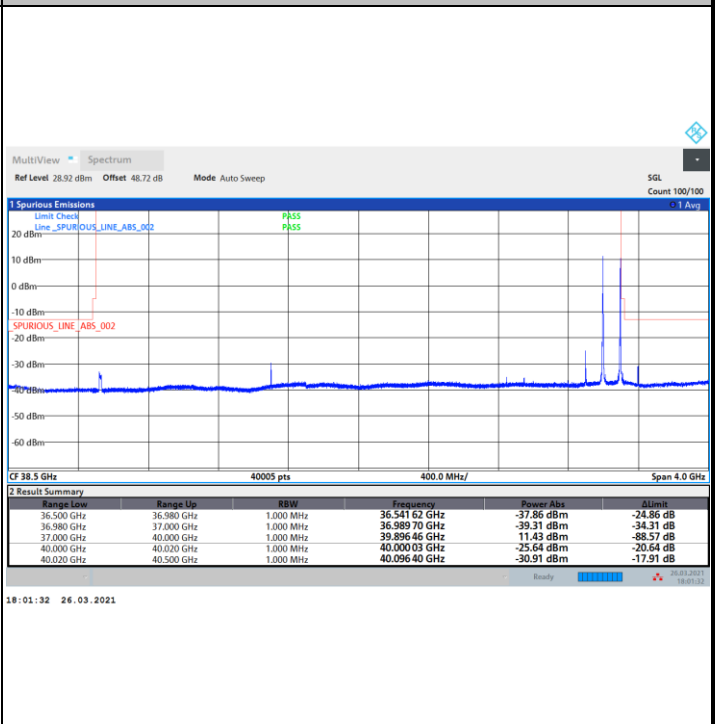 MultiView Spectrum
Ref Level 28.92 dBm Offset 48.72 dB Mode Auto Sweep SGL
Count 100/100
1 Spurious Emissions 1 Avg
Limit Check PASS
Line _SPURIOUS_LINE_ABS_002 PASS
20 dBm
10 dBm
0 dBm
-10 dBm
SPURIOUS_LINE_ABS_002
-20 dBm
-30 dBm
-40 dBm
-50 dBm
-60 dBm
CF 38.5 GHz 40005 pts 400.0 MHz/ Span 4.0 GHz
2 Result Summary
Range Low Range Up RBW Frequency Power Abs ΔLimit
36.500 GHz 36.980 GHz 1.000 MHz 36.541 62 GHz -37.86 dBm -24.86 dB
36.980 GHz 37.000 GHz 1.000 MHz 36.989 70 GHz -39.31 dBm -34.31 dB
37.000 GHz 40.000 GHz 1.000 MHz 39.896 46 GHz 11.43 dBm -88.57 dB
40.000 GHz 40.020 GHz 1.000 MHz 40.000 03 GHz -25.64 dBm -20.64 dB
40.020 GHz 40.500 GHz 1.000 MHz 40.096 40 GHz -30.91 dBm -17.91 dB
Ready 26.03.2021
18:01:32
18:01:32 26.03.2021